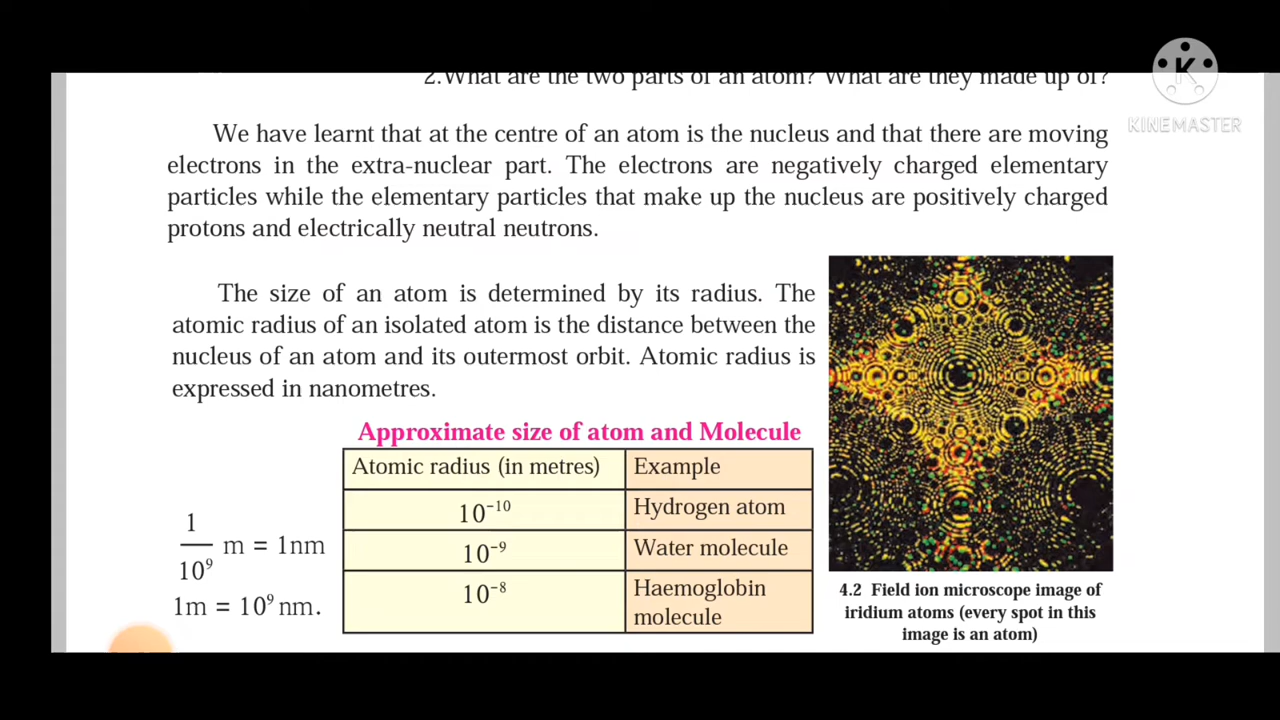 2.What are the two parts of an atom? What are they made up of?
K
KINEMASTER
We have learnt that at the centre of an atom is the nucleus and that there are moving
electrons in the extra-nuclear part. The electrons are negatively charged elementary
particles while the elementary particles that make up the nucleus are positively charged
protons and electrically neutral neutrons.
The size of an atom is determined by its radius. The
atomic radius of an isolated atom is the distance between the
nucleus of an atom and its outermost orbit. Atomic radius is
expressed in nanometres.
Approximate size of atom and Molecule
Atomic radius (in metres) Example
10⁻¹⁰ Hydrogen atom
10⁻⁹ Water molecule
10⁻⁸ Haemoglobin
molecule
1
10⁹ m = 1nm
1m = 10⁹ nm.
4.2 Field ion microscope image of
iridium atoms (every spot in this
image is an atom)